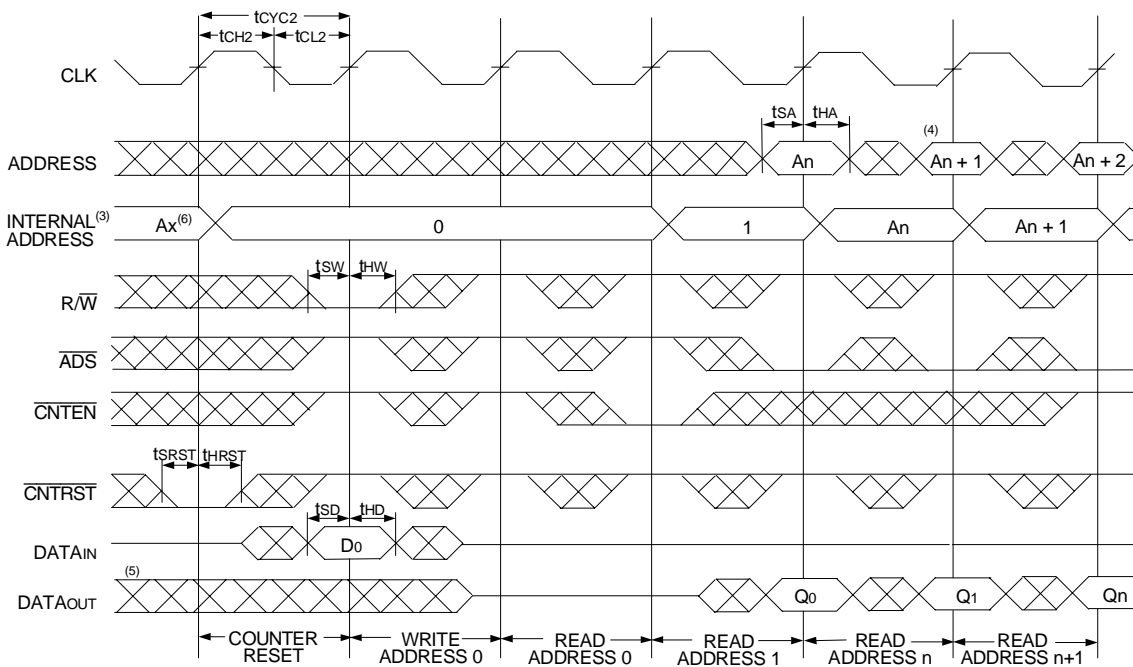 tCYC2
tCH2 tCL2
CLK
tSA tHA
(4)
ADDRESS An An + 1 An + 2
INTERNAL(3) ADDRESS Ax(6) 0 1 An An + 1
tSW tHW
R/W
ADS
CNTEN
tSRST tHRST
CNTRST
tSD tHD
DATAIN D0
(5)
DATAOUT Q0 Q1 Qn
COUNTER RESET
WRITE ADDRESS 0
READ ADDRESS 0
READ ADDRESS 1
READ ADDRESS n
READ ADDRESS n+1